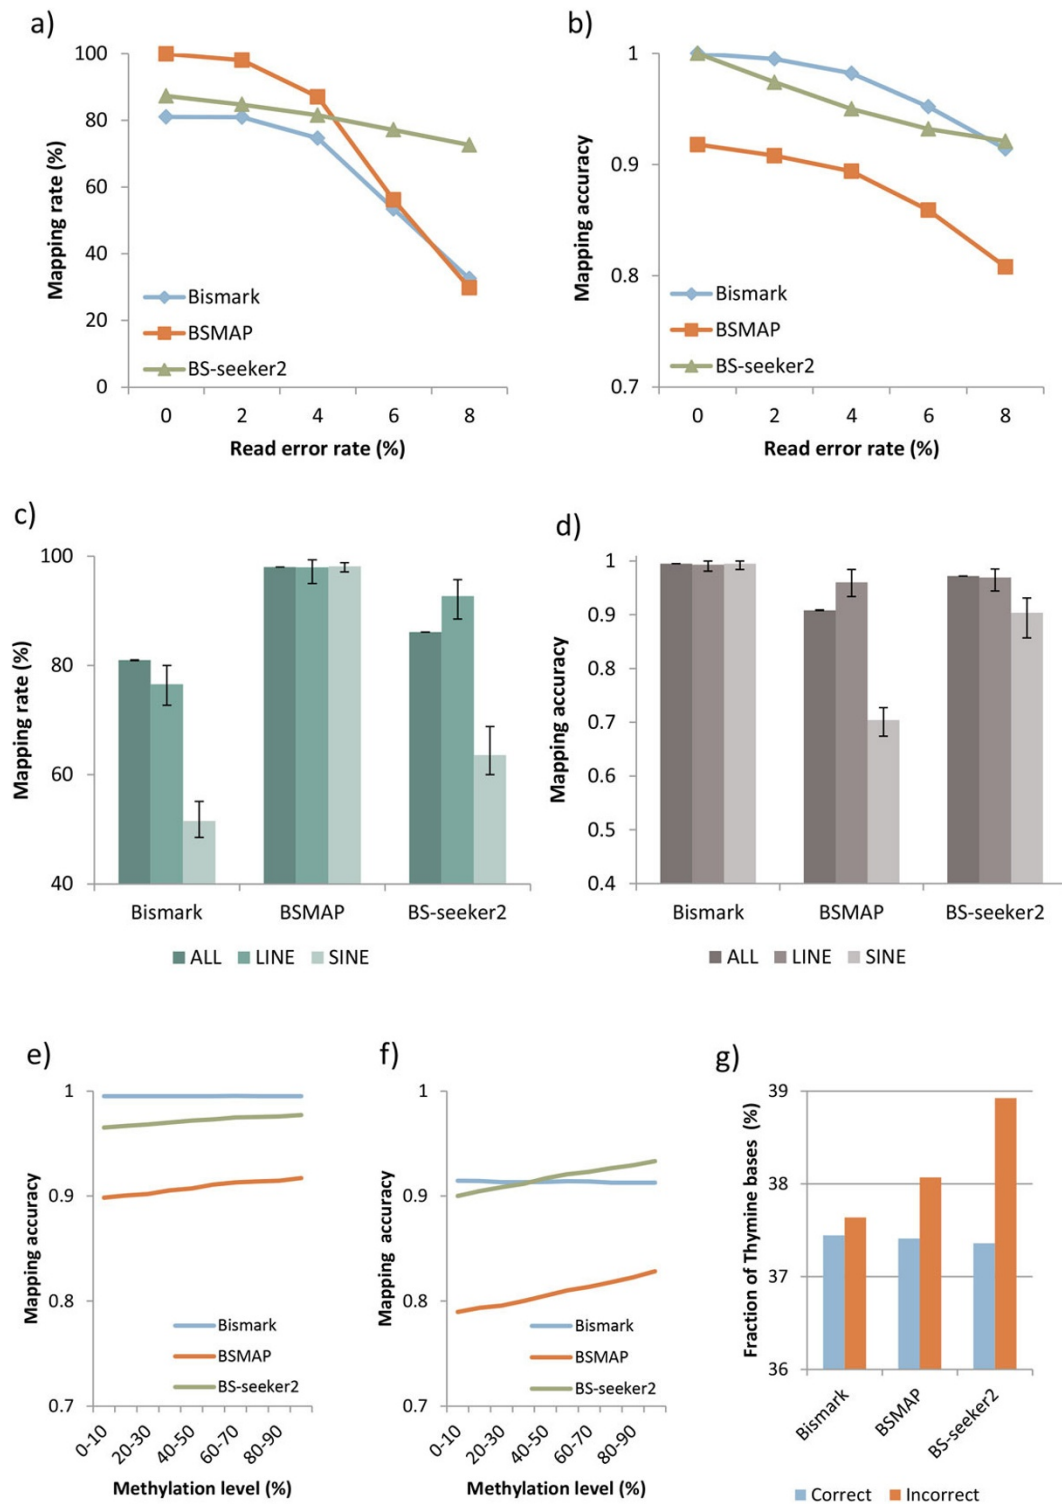 a)
100
80
60
40
20
0
Mapping rate (%)
Bismark
BSMAP
BS-seeker2
0 2 4 6 8
Read error rate (%)
b)
1
0.9
0.8
0.7
Mapping accuracy
Bismark
BSMAP
BS-seeker2
0 2 4 6 8
Read error rate (%)
c)
100
80
60
40
Mapping rate (%)
Bismark BSMAP BS-seeker2
ALL LINE SINE
d)
1
0.9
0.8
0.7
0.6
0.5
0.4
Mapping accuracy
Bismark BSMAP BS-seeker2
ALL LINE SINE
e)
1
0.9
0.8
0.7
Mapping accuracy
Bismark
BSMAP
BS-seeker2
0-10 20-30 40-50 60-70 80-90
Methylation level (%)
f)
1
0.9
0.8
0.7
Mapping accuracy
Bismark
BSMAP
BS-seeker2
0-10 20-30 40-50 60-70 80-90
Methylation level (%)
g)
39
38
37
36
Fraction of Thymine bases (%)
Bismark BSMAP BS-seeker2
Correct Incorrect